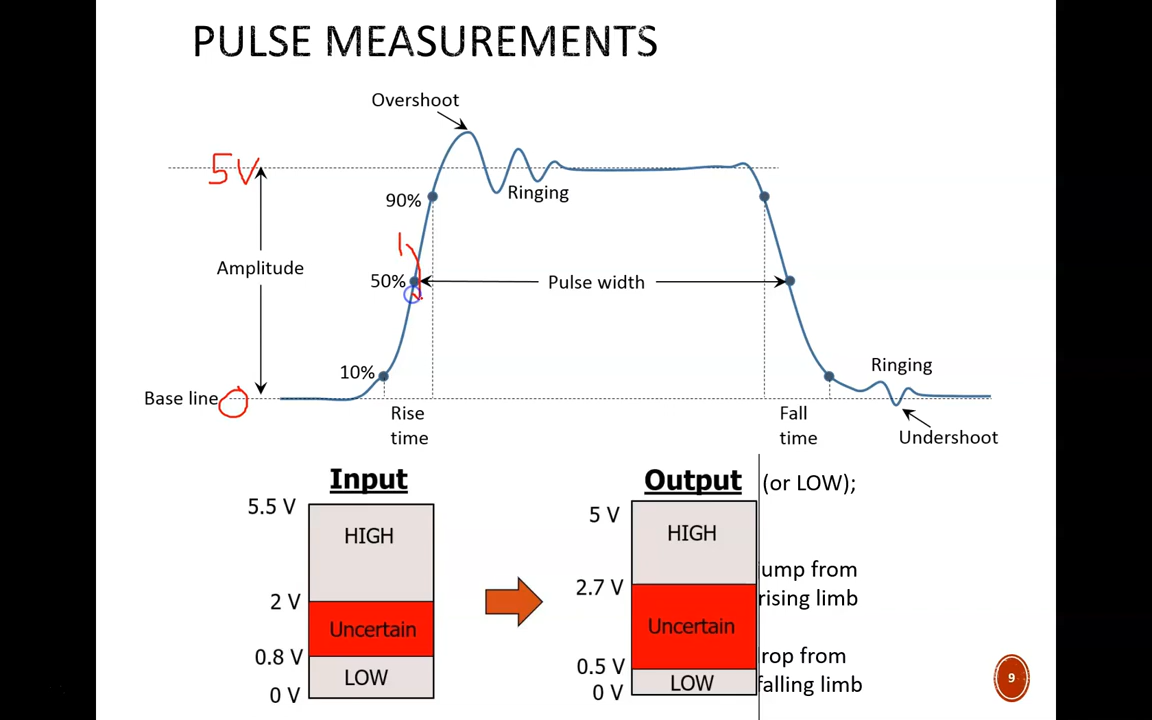 PULSE MEASUREMENTS
Overshoot
5V
90%
Ringing
Amplitude
50%
Pulse width
10%
Ringing
Base line
0
Rise
time
Fall
time
Undershoot
Input
5.5 V
HIGH
2 V
Uncertain
0.8 V
LOW
0 V
Output
5 V
HIGH
2.7 V
Uncertain
0.5 V
LOW
0 V
(or LOW);
ump from
rising limb
rop from
falling limb
9